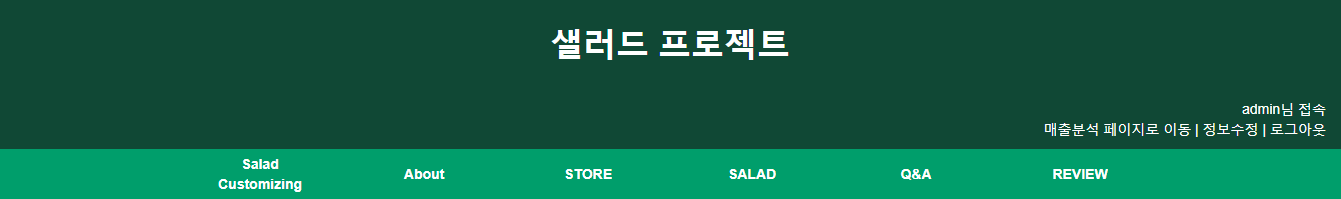 샐러드 프로젝트
admin님 접속
매출분석 페이지로 이동 | 정보수정 | 로그아웃
Salad
Customizing
About
STORE
SALAD
Q&A
REVIEW